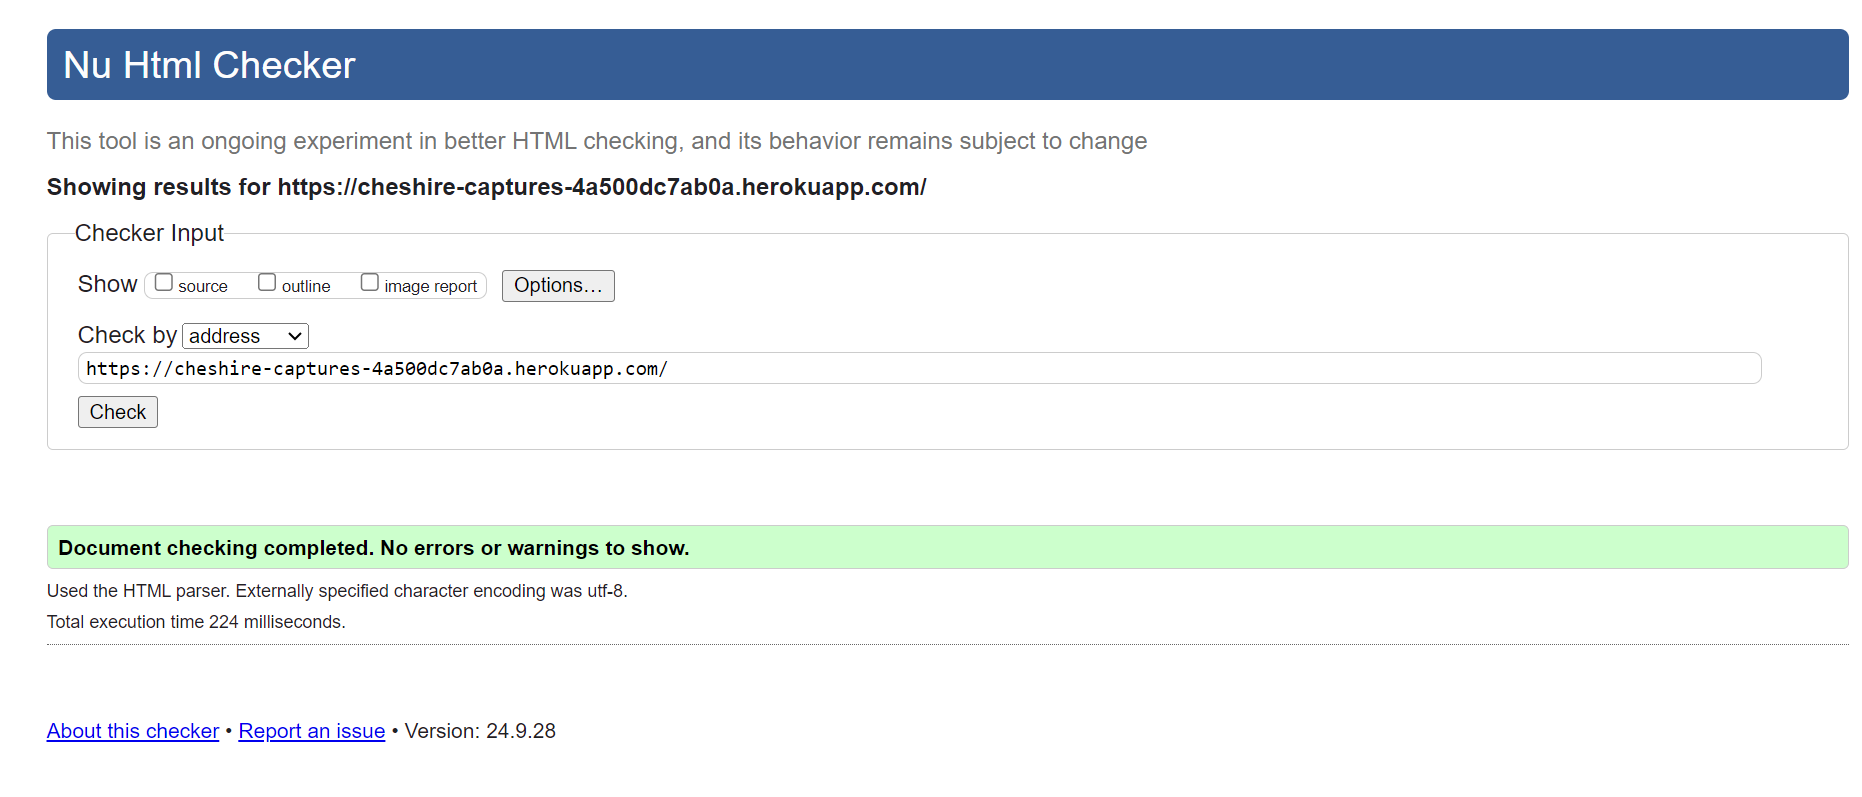 Nu Html Checker
This tool is an ongoing experiment in better HTML checking, and its behavior remains subject to change
Showing results for https://cheshire-captures-4a500dc7ab0a.herokuapp.com/
Checker Input
Show source outline image report Options...
Check by address
https://cheshire-captures-4a500dc7ab0a.herokuapp.com/
Check
Document checking completed. No errors or warnings to show.
Used the HTML parser. Externally specified character encoding was utf-8.
Total execution time 224 milliseconds.
About this checker • Report an issue • Version: 24.9.28